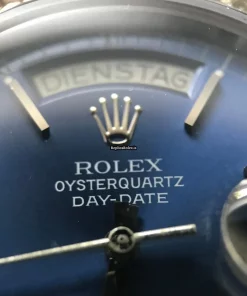 DIENSTAG
ROLEX
OYSTERQUARTZ
DAY-DATE